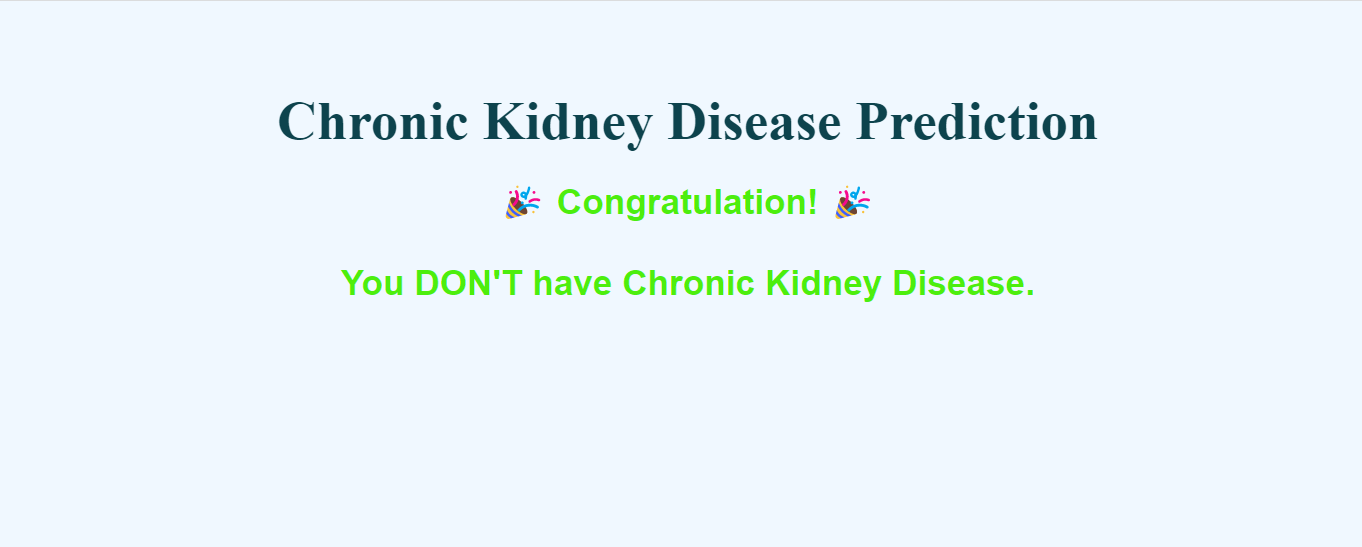 Chronic Kidney Disease Prediction
🎉 Congratulation! 🎉
You DON'T have Chronic Kidney Disease.